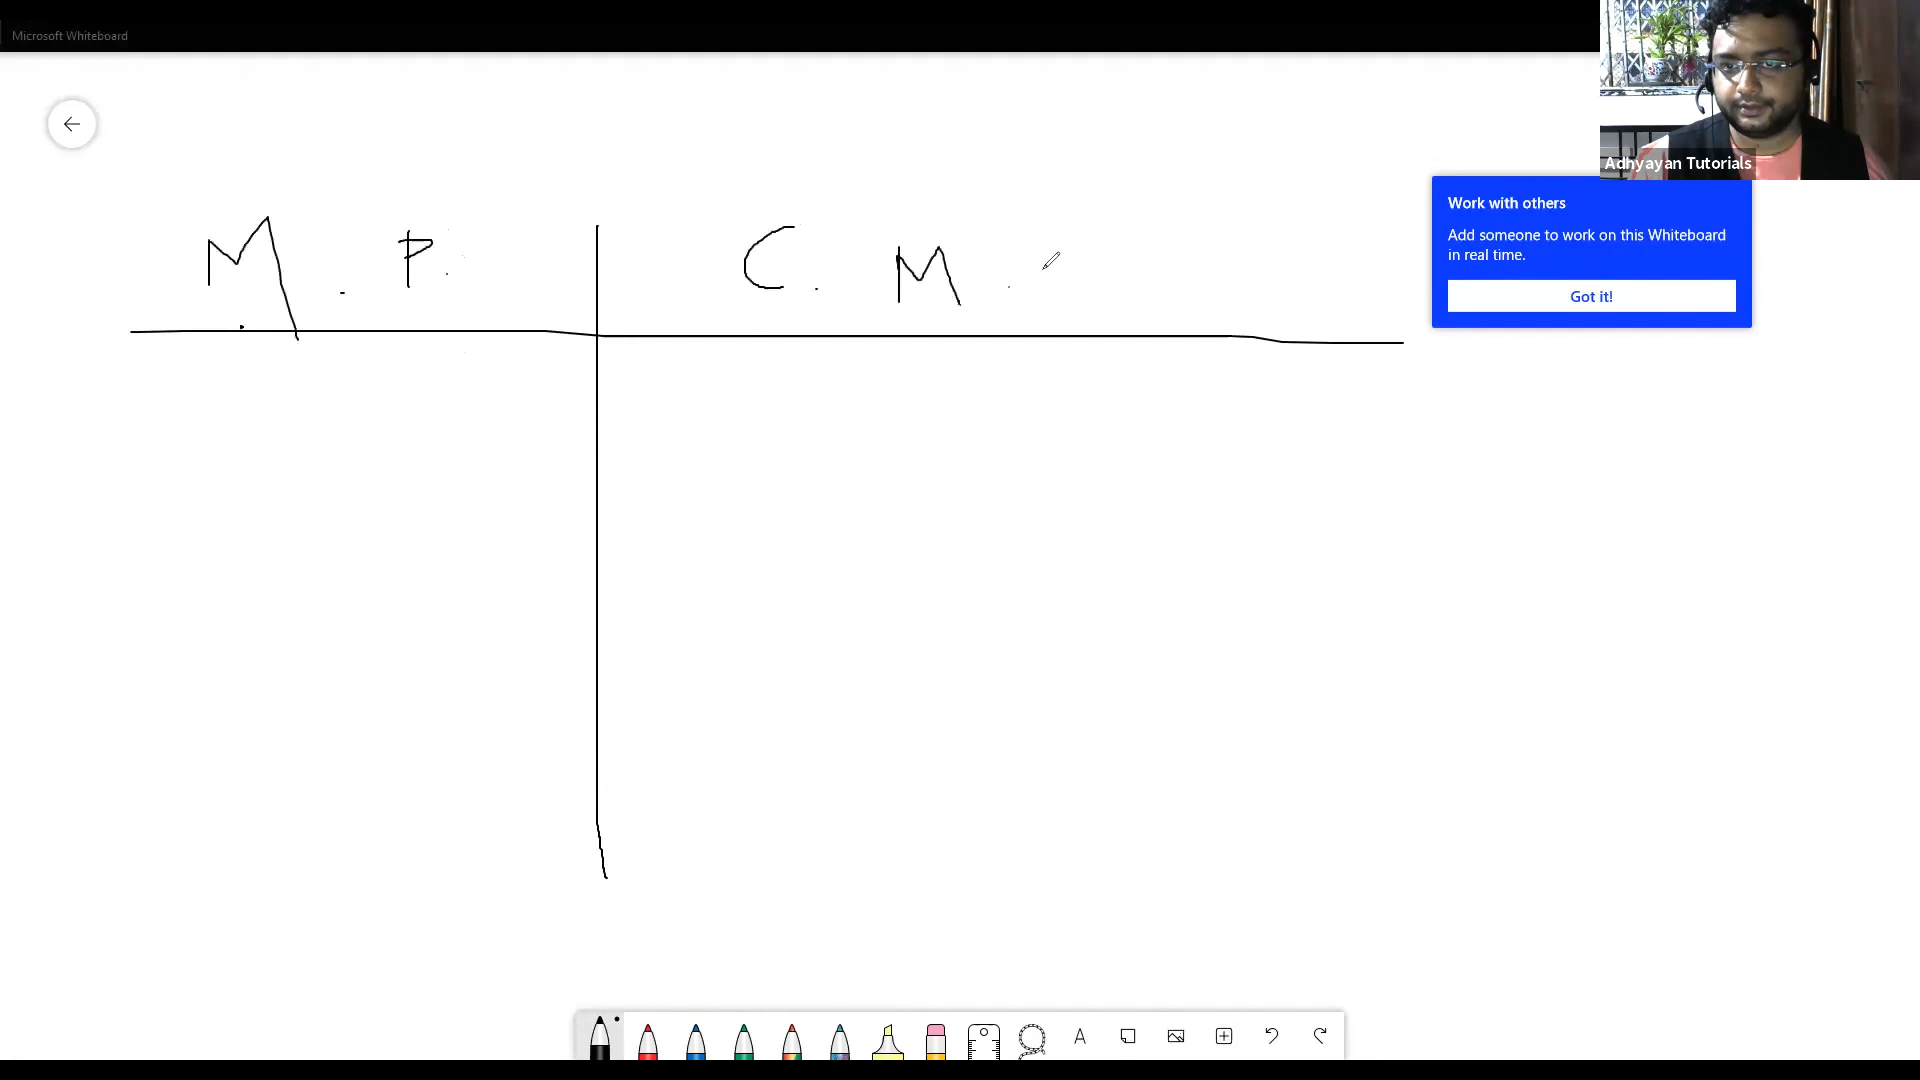 Microsoft Whiteboard
Adhyayan Tutorials
Work with others
Add someone to work on this Whiteboard
in real time.
Got it!
M. P. C. M.
A